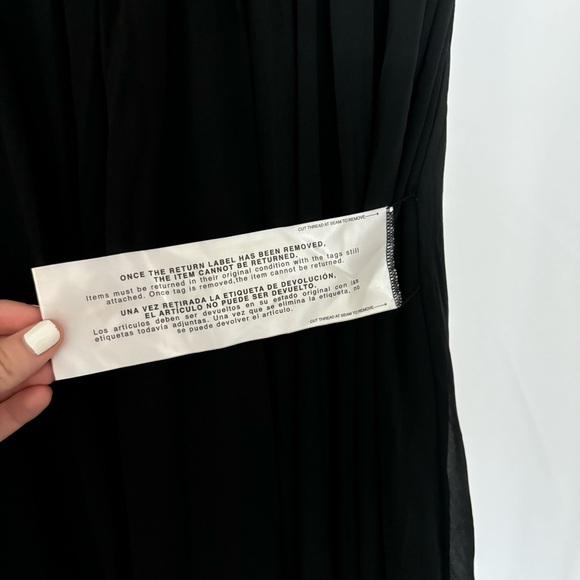 CUT THREAD AT SEAM TO REMOVE
ONCE THE RETURN LABEL HAS BEEN REMOVED,
THE ITEM CANNOT BE RETURNED.
Items must be returned in their original condition with the tags still
attached. Once tag is removed,the item cannot be returned.
UNA VEZ RETIRADA LA ETIQUETA DE DEVOLUCIÓN,
EL ARTÍCULO NO PUEDE SER DEVUELTO.
Los artículos deben ser devueltos en su estado original con las
etiquetas todavía adjuntas. Una vez que se elimina la etiqueta, no
se puede devolver el artículo.
CUT THREAD AT SEAM TO REMOVE